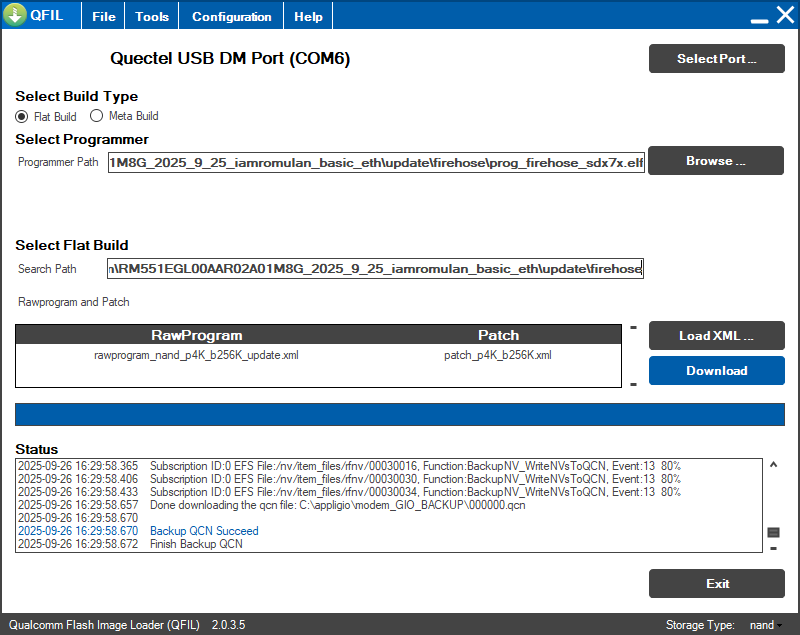 QFIL File Tools Configuration Help
Quectel USB DM Port (COM6)
Select Port ...
Select Build Type
Flat Build Meta Build
Select Programmer
Programmer Path 1M8G_2025_9_25_iamromulan_basic_eth\update\firehose\prog_firehose_sdx7x.elf Browse ...
Select Flat Build
Search Path n\RM551EGL00AAR02A01M8G_2025_9_25_iamromulan_basic_eth\update\firehose
Rawprogram and Patch
RawProgram Patch
rawprogram_nand_p4K_b256K_update.xml patch_p4K_b256K.xml
Load XML ...
Download
Status
2025-09-26 16:29:58.365 Subscription ID:0 EFS File:/nv/item_files/rfnv/00030016, Function:BackupNV_WriteNVsToQCN, Event:13 80%
2025-09-26 16:29:58.406 Subscription ID:0 EFS File:/nv/item_files/rfnv/00030030, Function:BackupNV_WriteNVsToQCN, Event:13 80%
2025-09-26 16:29:58.433 Subscription ID:0 EFS File:/nv/item_files/rfnv/00030034, Function:BackupNV_WriteNVsToQCN, Event:13 80%
2025-09-26 16:29:58.657 Done downloading the qcn file: C:\appligio\modem_GIO_BACKUP\000000.qcn
2025-09-26 16:29:58.670
2025-09-26 16:29:58.670 Backup QCN Succeed
2025-09-26 16:29:58.672 Finish Backup QCN
Exit
Qualcomm Flash Image Loader (QFIL) 2.0.3.5 Storage Type: nand